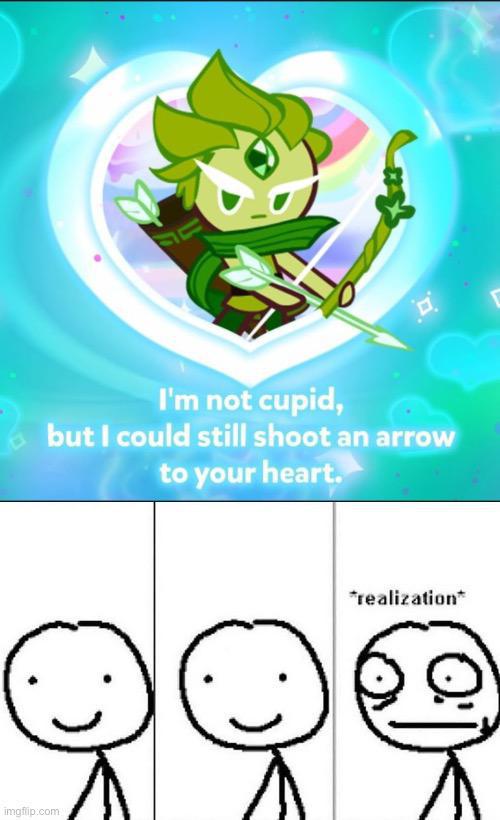 I'm not cupid,
but I could still shoot an arrow
to your heart.
*realization*
imgflip.com